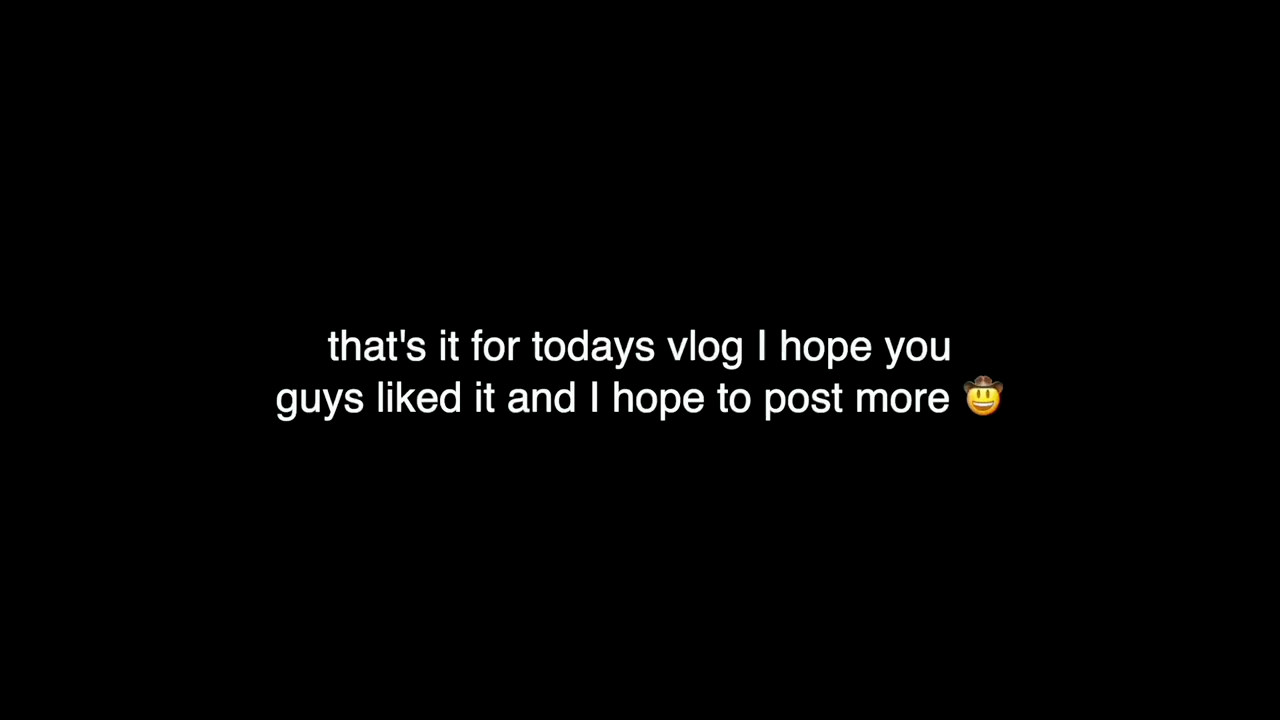 that's it for todays vlog I hope you
guys liked it and I hope to post more 🤠